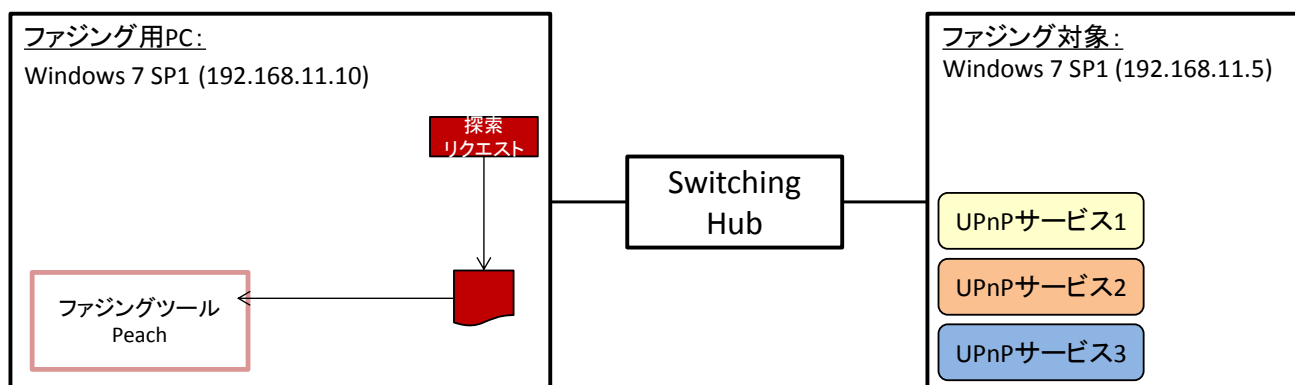 ファジング用PC:
Windows 7 SP1 (192.168.11.10)
探索
リクエスト
ファジングツール
Peach
Switching
Hub
ファジング対象:
Windows 7 SP1 (192.168.11.5)
UPnPサービス1
UPnPサービス2
UPnPサービス3